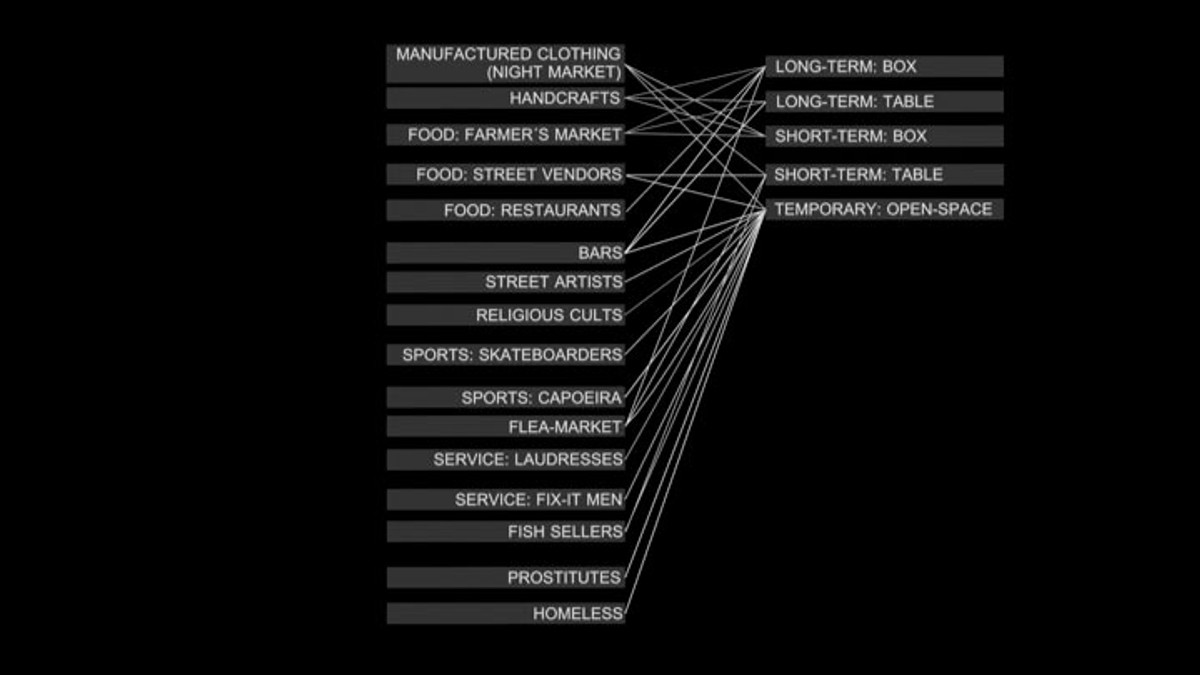 MANUFACTURED CLOTHING
(NIGHT MARKET)
HANDCRAFTS
FOOD: FARMER´S MARKET
FOOD: STREET VENDORS
FOOD: RESTAURANTS
BARS
STREET ARTISTS
RELIGIOUS CULTS
SPORTS: SKATEBOARDERS
SPORTS: CAPOEIRA
FLEA-MARKET
SERVICE: LAUDRESSES
SERVICE: FIX-IT MEN
FISH SELLERS
PROSTITUTES
HOMELESS
LONG-TERM: BOX
LONG-TERM: TABLE
SHORT-TERM: BOX
SHORT-TERM: TABLE
TEMPORARY: OPEN-SPACE